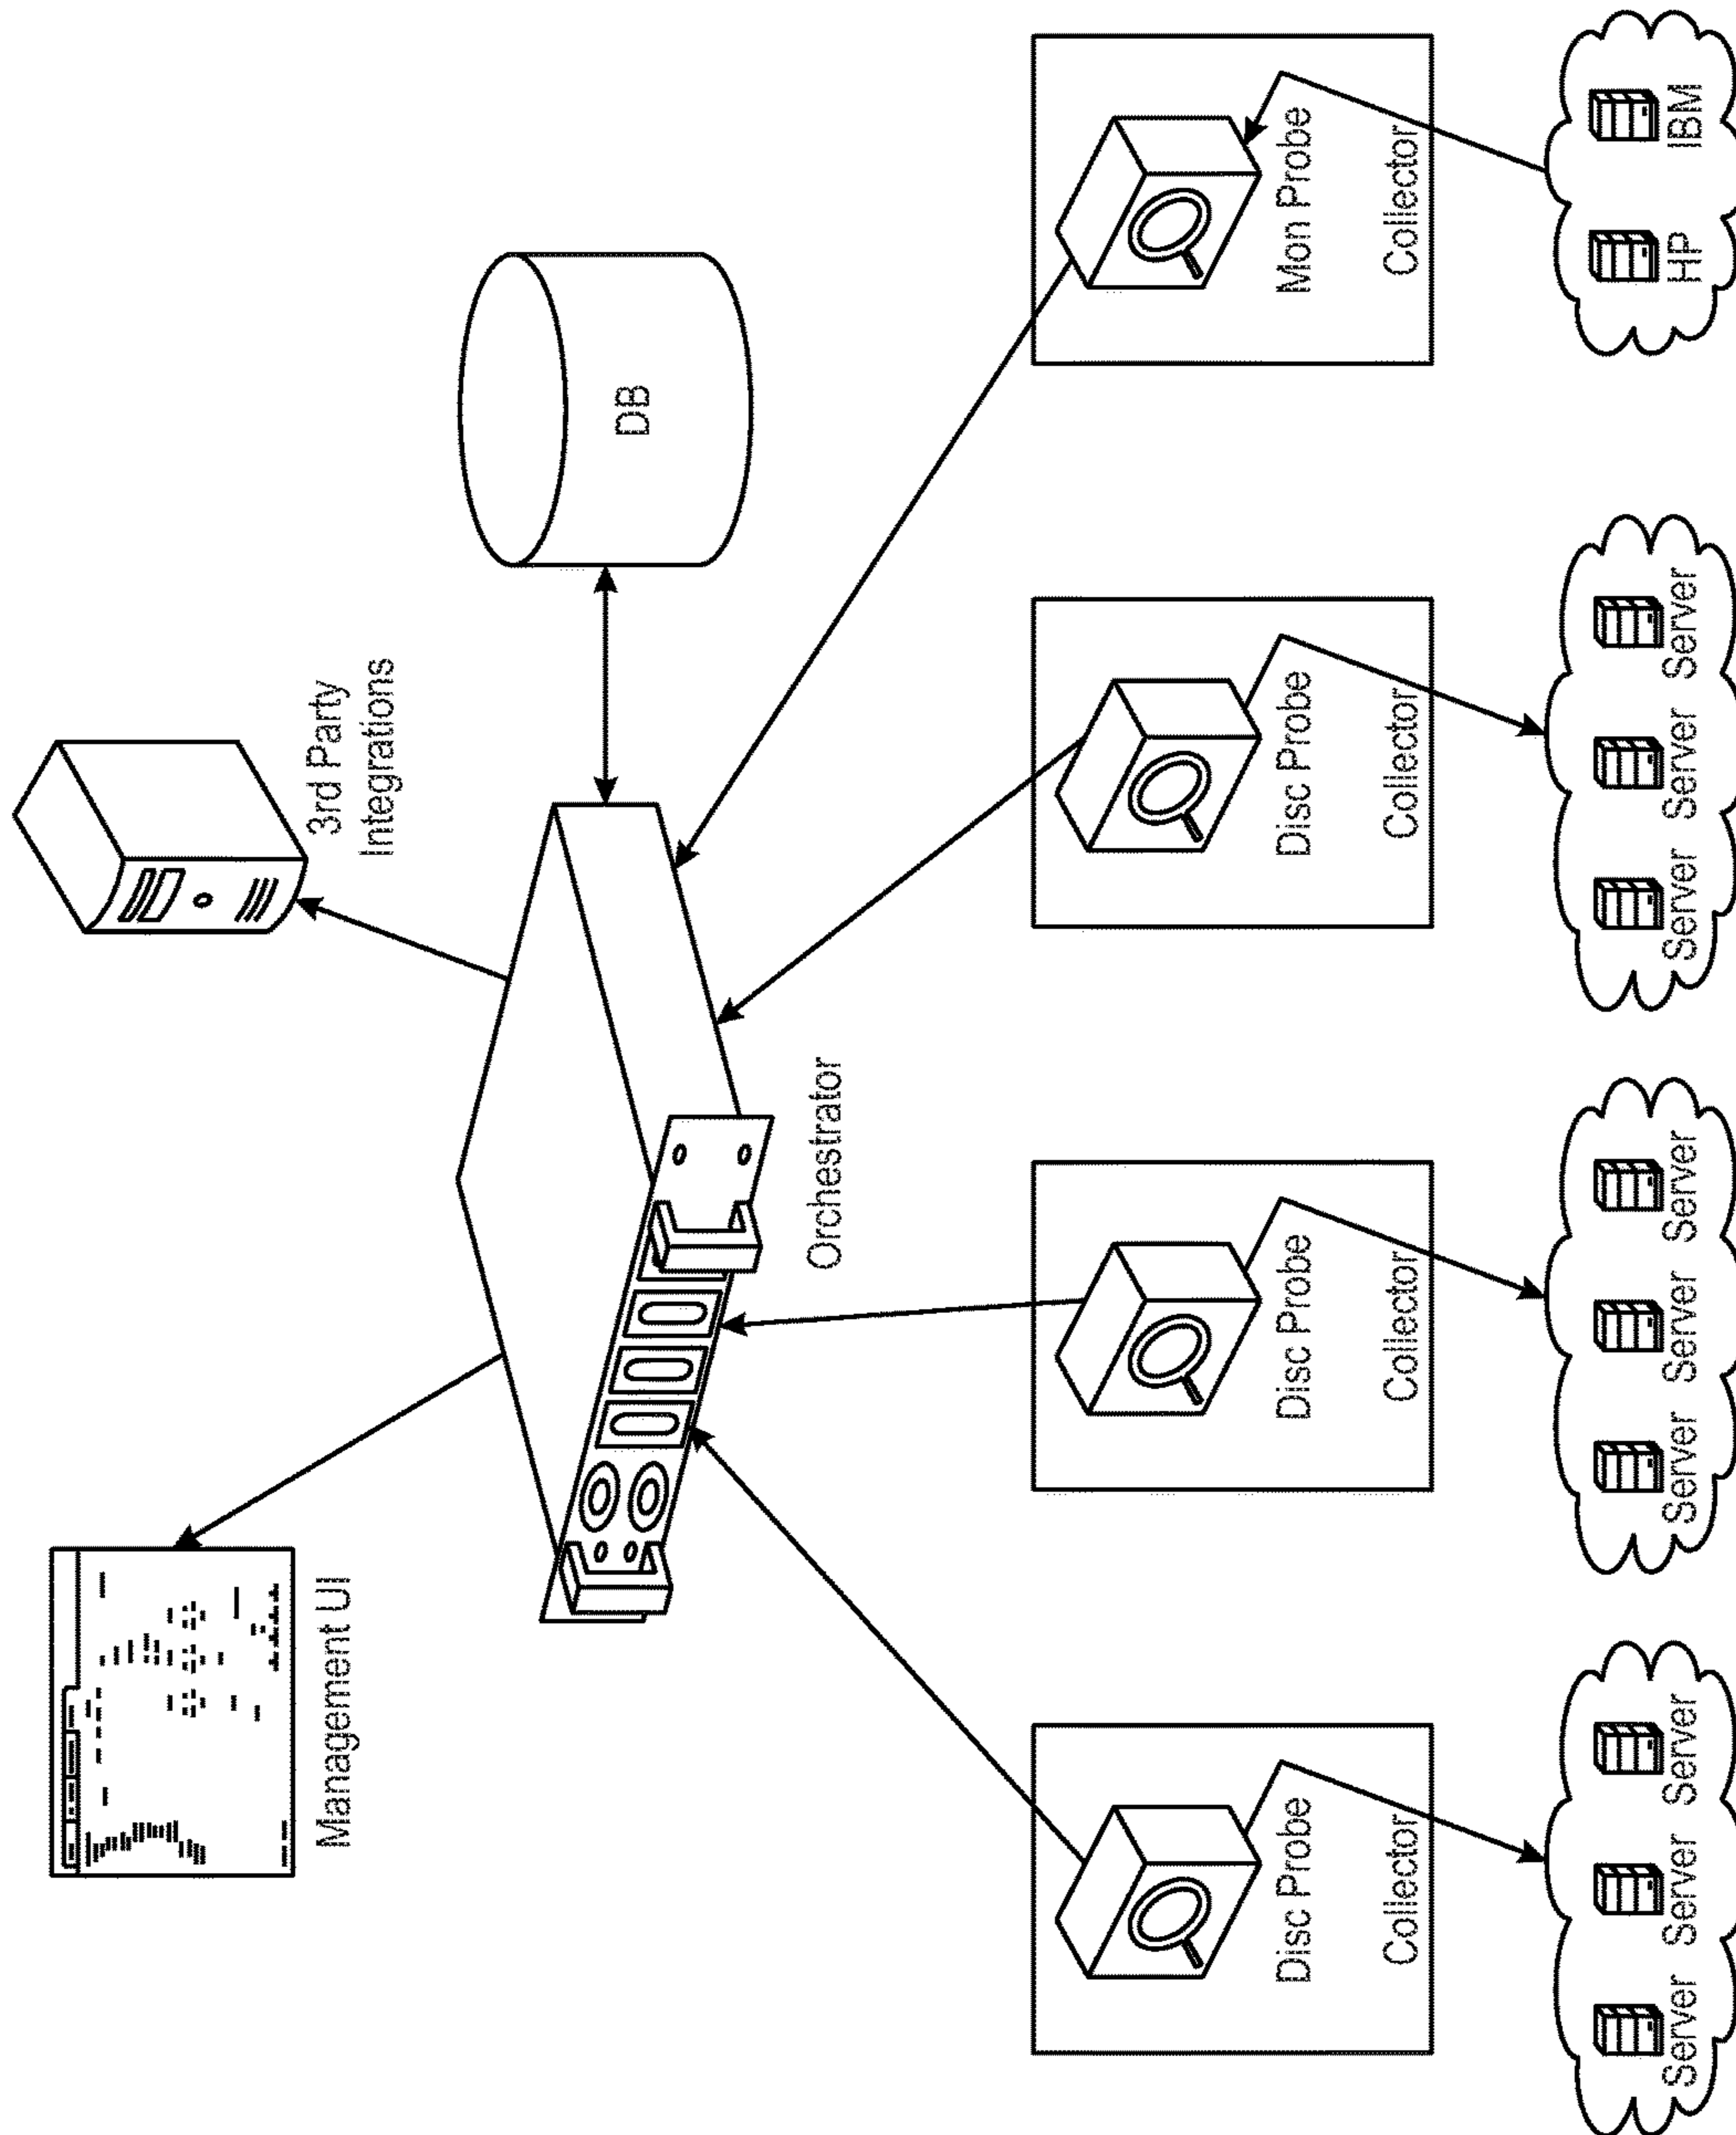 Management UI
3rd Party
Integrations
DB
Orchestrator
Disc Probe
Collector
Disc Probe
Collector
Disc Probe
Collector
Mon Probe
Collector
Server Server Server
Server Server Server
Server Server Server
HP IBM